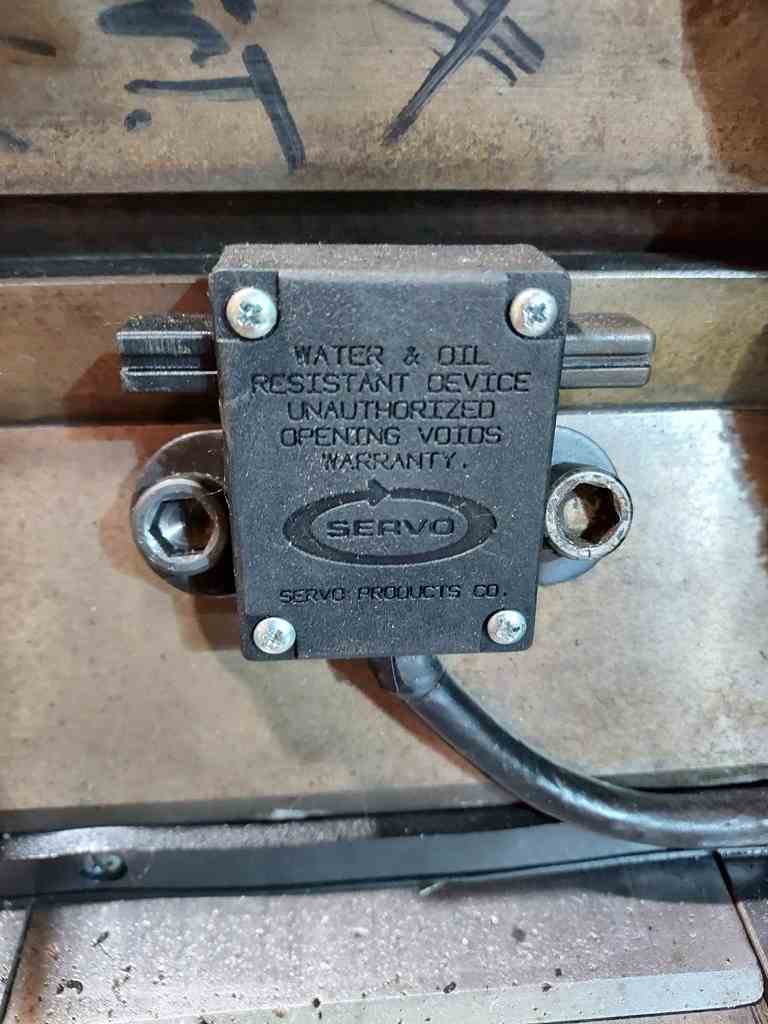 WATER & OIL
RESISTANT DEVICE
UNAUTHORIZED
OPENING VOIDS
WARRANTY.
SERVO
SERVO PRODUCTS CO.